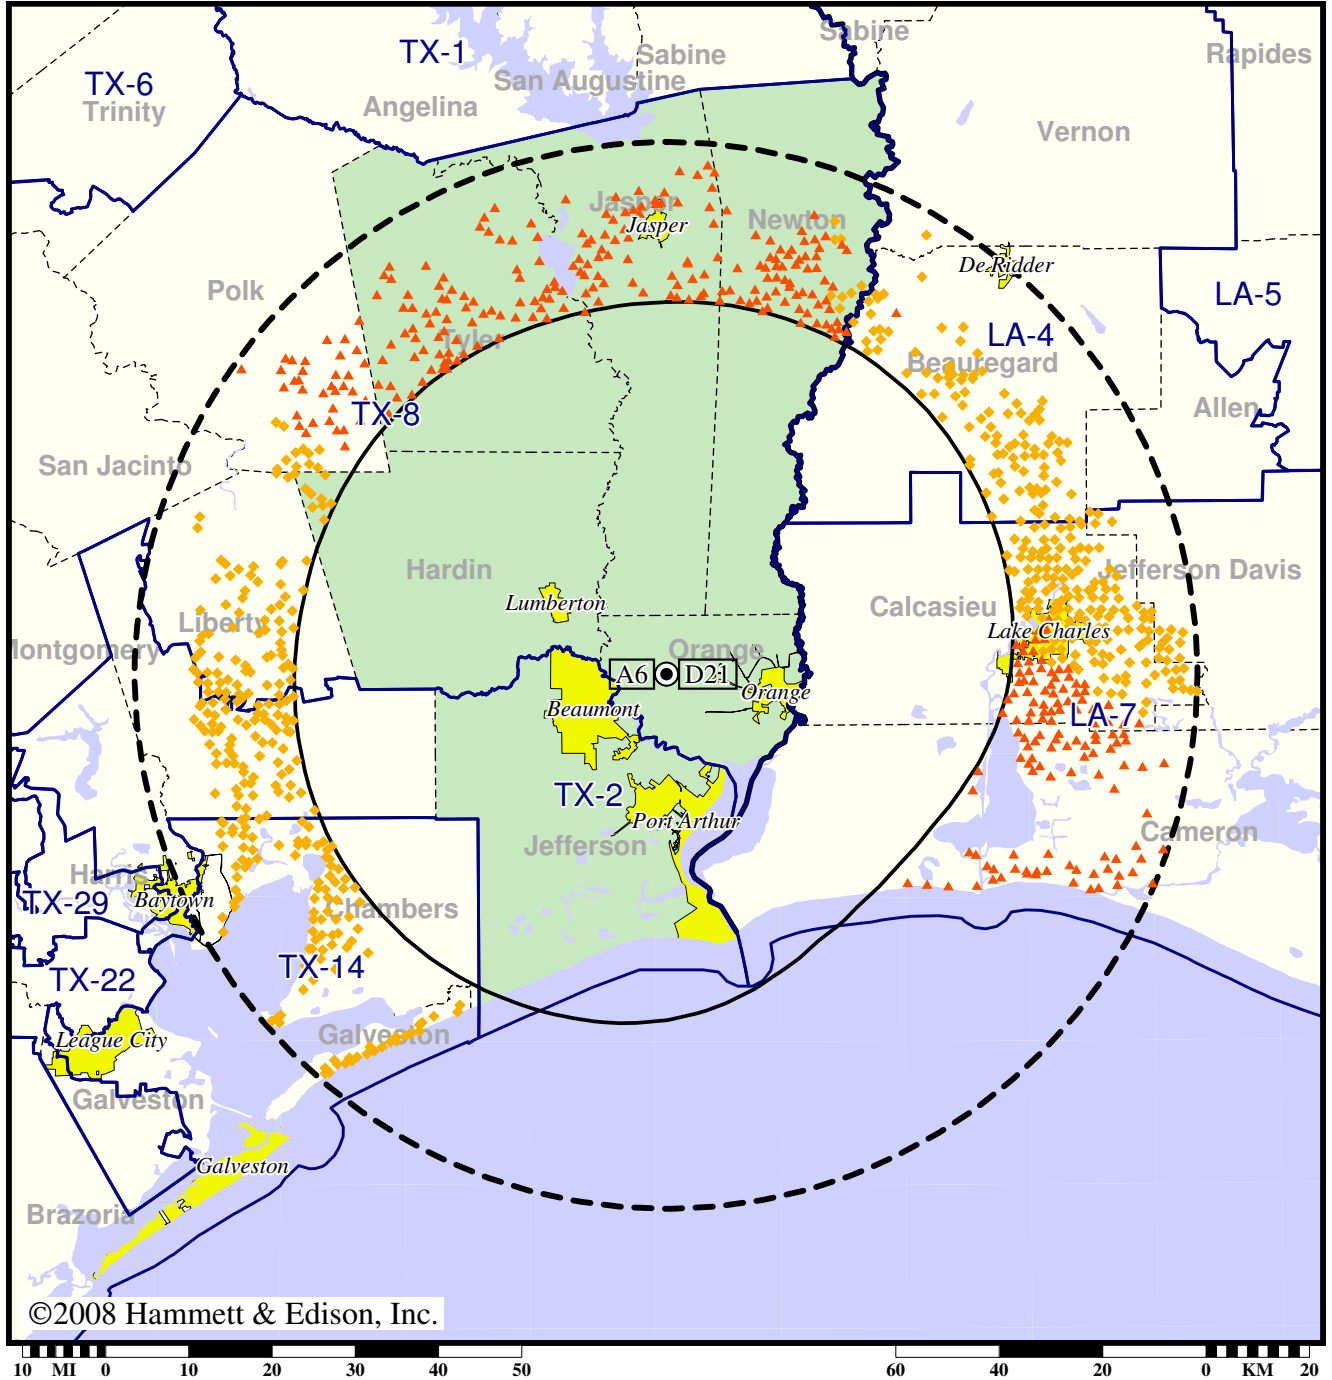 TX-1
Sabine
Sabine
Rapides
TX-6
San Augustine
Trinity
Angelina
Vernon
Jasper
Jasper
Newton
De Ridder
Polk
LA-5
LA-4
Tyler
Beauregard
TX-8
Allen
San Jacinto
Hardin
Jefferson Davis
Lumberton
Calcasieu
Liberty
Lake Charles
Montgomery
Orange
A6
D21
Orange
Beaumont
LA-7
TX-2
Port Arthur
Cameron
Jefferson
Harris
TX-29
Baytown
Chambers
TX-14
TX-22
Galveston
League City
Galveston
Galveston
Brazoria
©2008 Hammett & Edison, Inc.
10 MI 0 10 20 30 40 50 60 40 20 0 KM 20